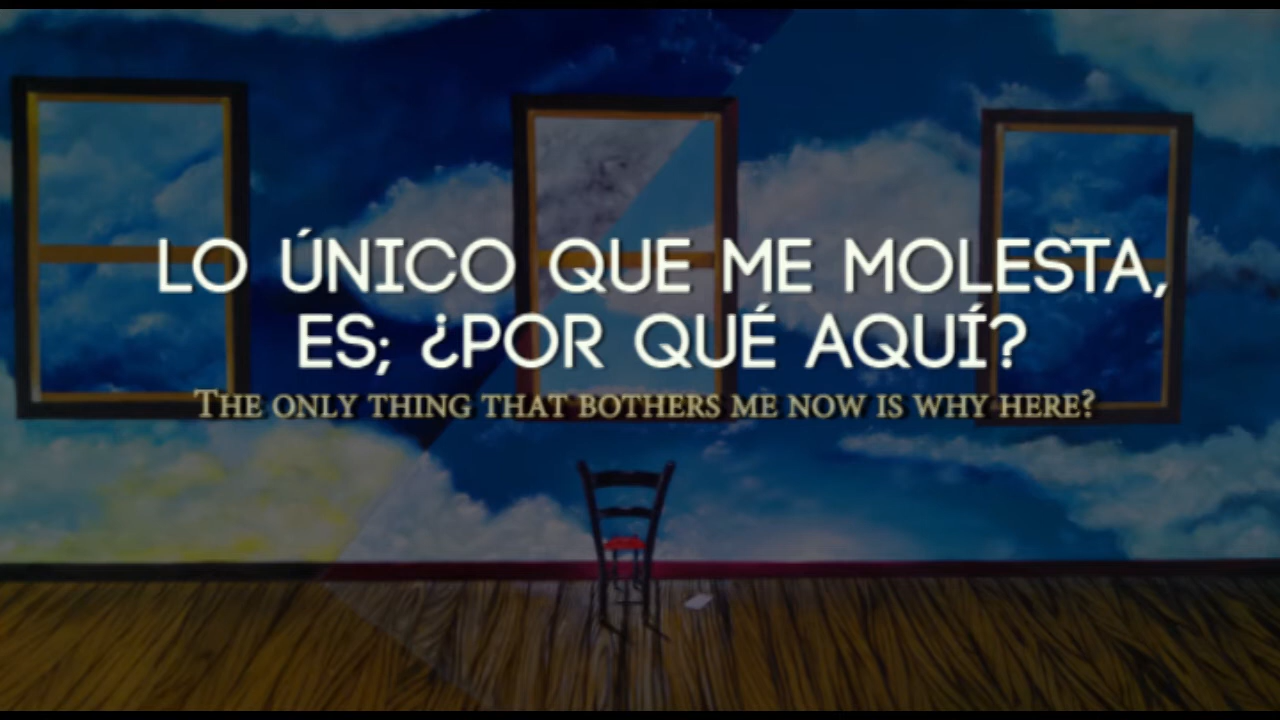 LO ÚNICO QUE ME MOLESTA,
ES; ¿POR QUÉ AQUÍ?
THE ONLY THING THAT BOTHERS ME NOW IS WHY HERE?